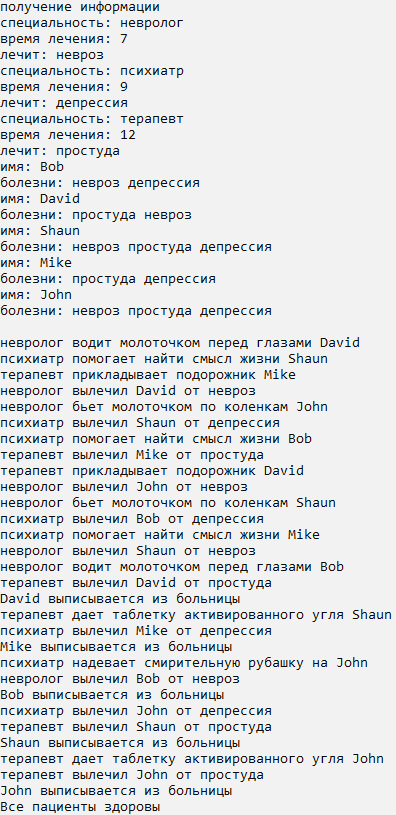 получение информации
специальность: невролог
время лечения: 7
лечит: невроз
специальность: психиатр
время лечения: 9
лечит: депрессия
специальность: терапевт
время лечения: 12
лечит: простуда
имя: Bob
болезни: невроз депрессия
имя: David
болезни: простуда невроз
имя: Shaun
болезни: невроз простуда депрессия
имя: Mike
болезни: простуда депрессия
имя: John
болезни: невроз простуда депрессия
невролог водит молоточком перед глазами David
психиатр помогает найти смысл жизни Shaun
терапевт прикладывает подорожник Mike
невролог вылечил David от невроз
невролог бьет молоточком по коленкам John
психиатр вылечил Shaun от депрессия
психиатр помогает найти смысл жизни Bob
терапевт вылечил Mike от простуда
терапевт прикладывает подорожник David
невролог вылечил John от невроз
невролог бьет молоточком по коленкам Shaun
психиатр вылечил Bob от депрессия
психиатр помогает найти смысл жизни Mike
невролог вылечил Shaun от невроз
невролог водит молоточком перед глазами Bob
терапевт вылечил David от простуда
David выписывается из больницы
терапевт дает таблетку активированного угля Shaun
психиатр вылечил Mike от депрессия
Mike выписывается из больницы
психиатр надевает смирительную рубашку на John
невролог вылечил Bob от невроз
Bob выписывается из больницы
психиатр вылечил John от депрессия
терапевт вылечил Shaun от простуда
Shaun выписывается из больницы
терапевт дает таблетку активированного угля John
терапевт вылечил John от простуда
John выписывается из больницы
Все пациенты здоровы